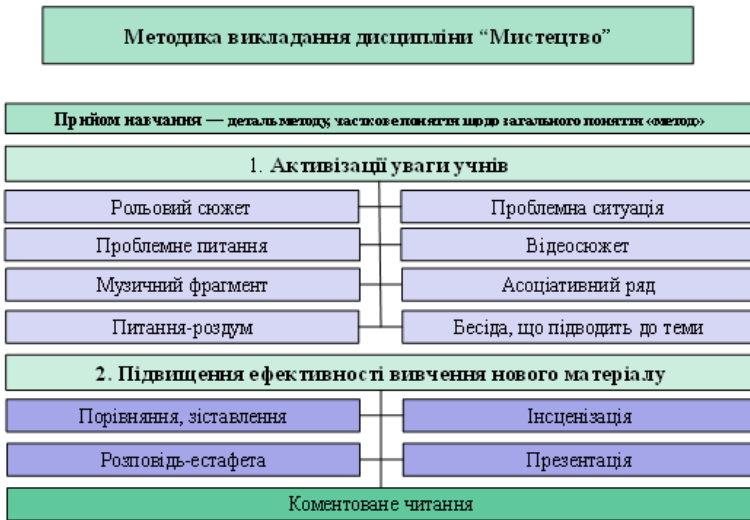 Методика викладання дисципліни “Мистецтво”
Прийом навчання — деталь методу, часткове поняття щодо загального поняття «метод»
1. Активізації уваги учнів
Рольовий сюжет
Проблемна ситуація
Проблемне питання
Відеосюжет
Музичний фрагмент
Асоціативний ряд
Питання-роздум
Бесіда, що підводить до теми
2. Підвищення ефективності вивчення нового матеріалу
Порівняння, зіставлення
Інсценізація
Розповідь-естафета
Презентація
Коментоване читання